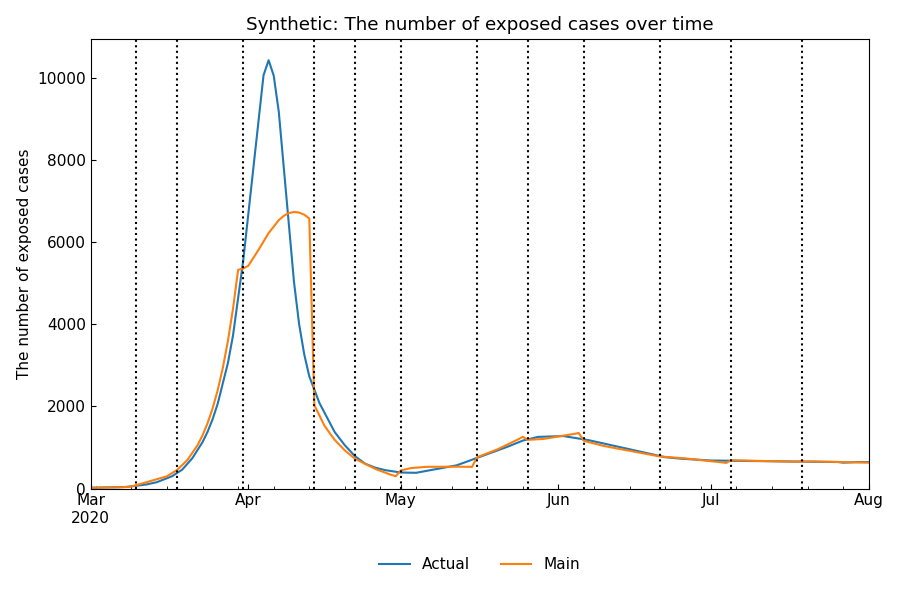 Synthetic: The number of exposed cases over time
The number of exposed cases
10000
8000
6000
4000
2000
0
Mar
2020
Apr
May
Jun
Jul
Aug
Actual
Main